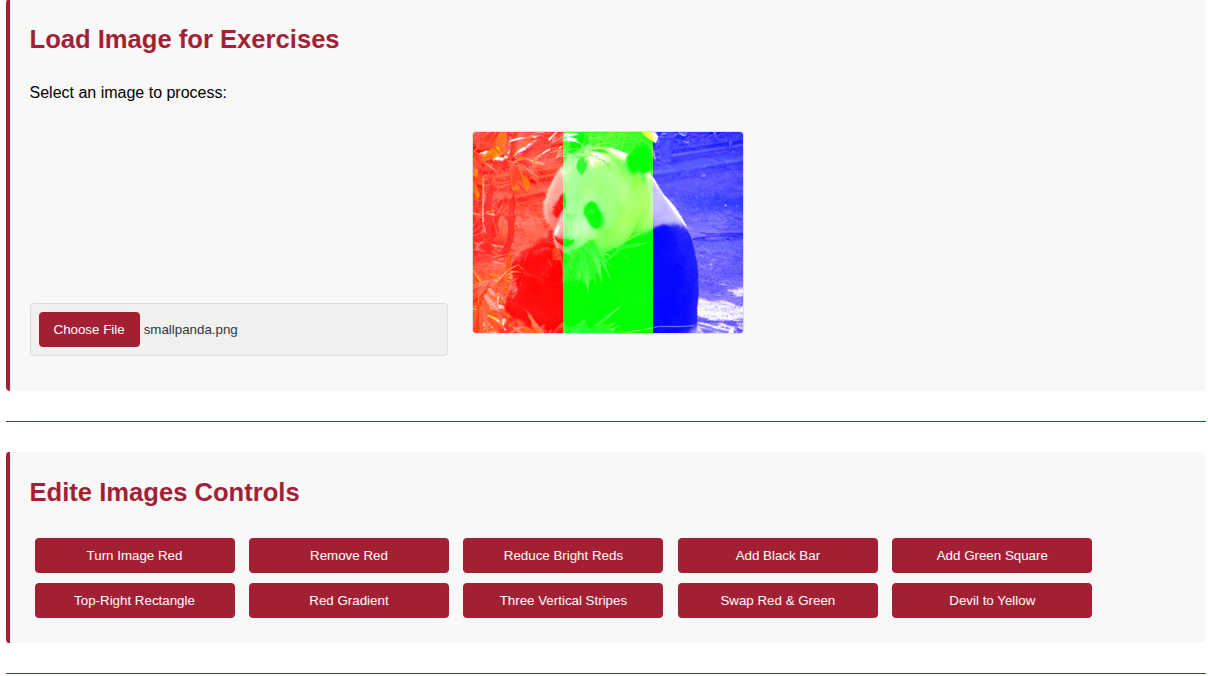 Load Image for Exercises
Select an image to process:
Choose File smallpanda.png
Edite Images Controls
Turn Image Red Remove Red Reduce Bright Reds Add Black Bar Add Green Square
Top-Right Rectangle Red Gradient Three Vertical Stripes Swap Red & Green Devil to Yellow